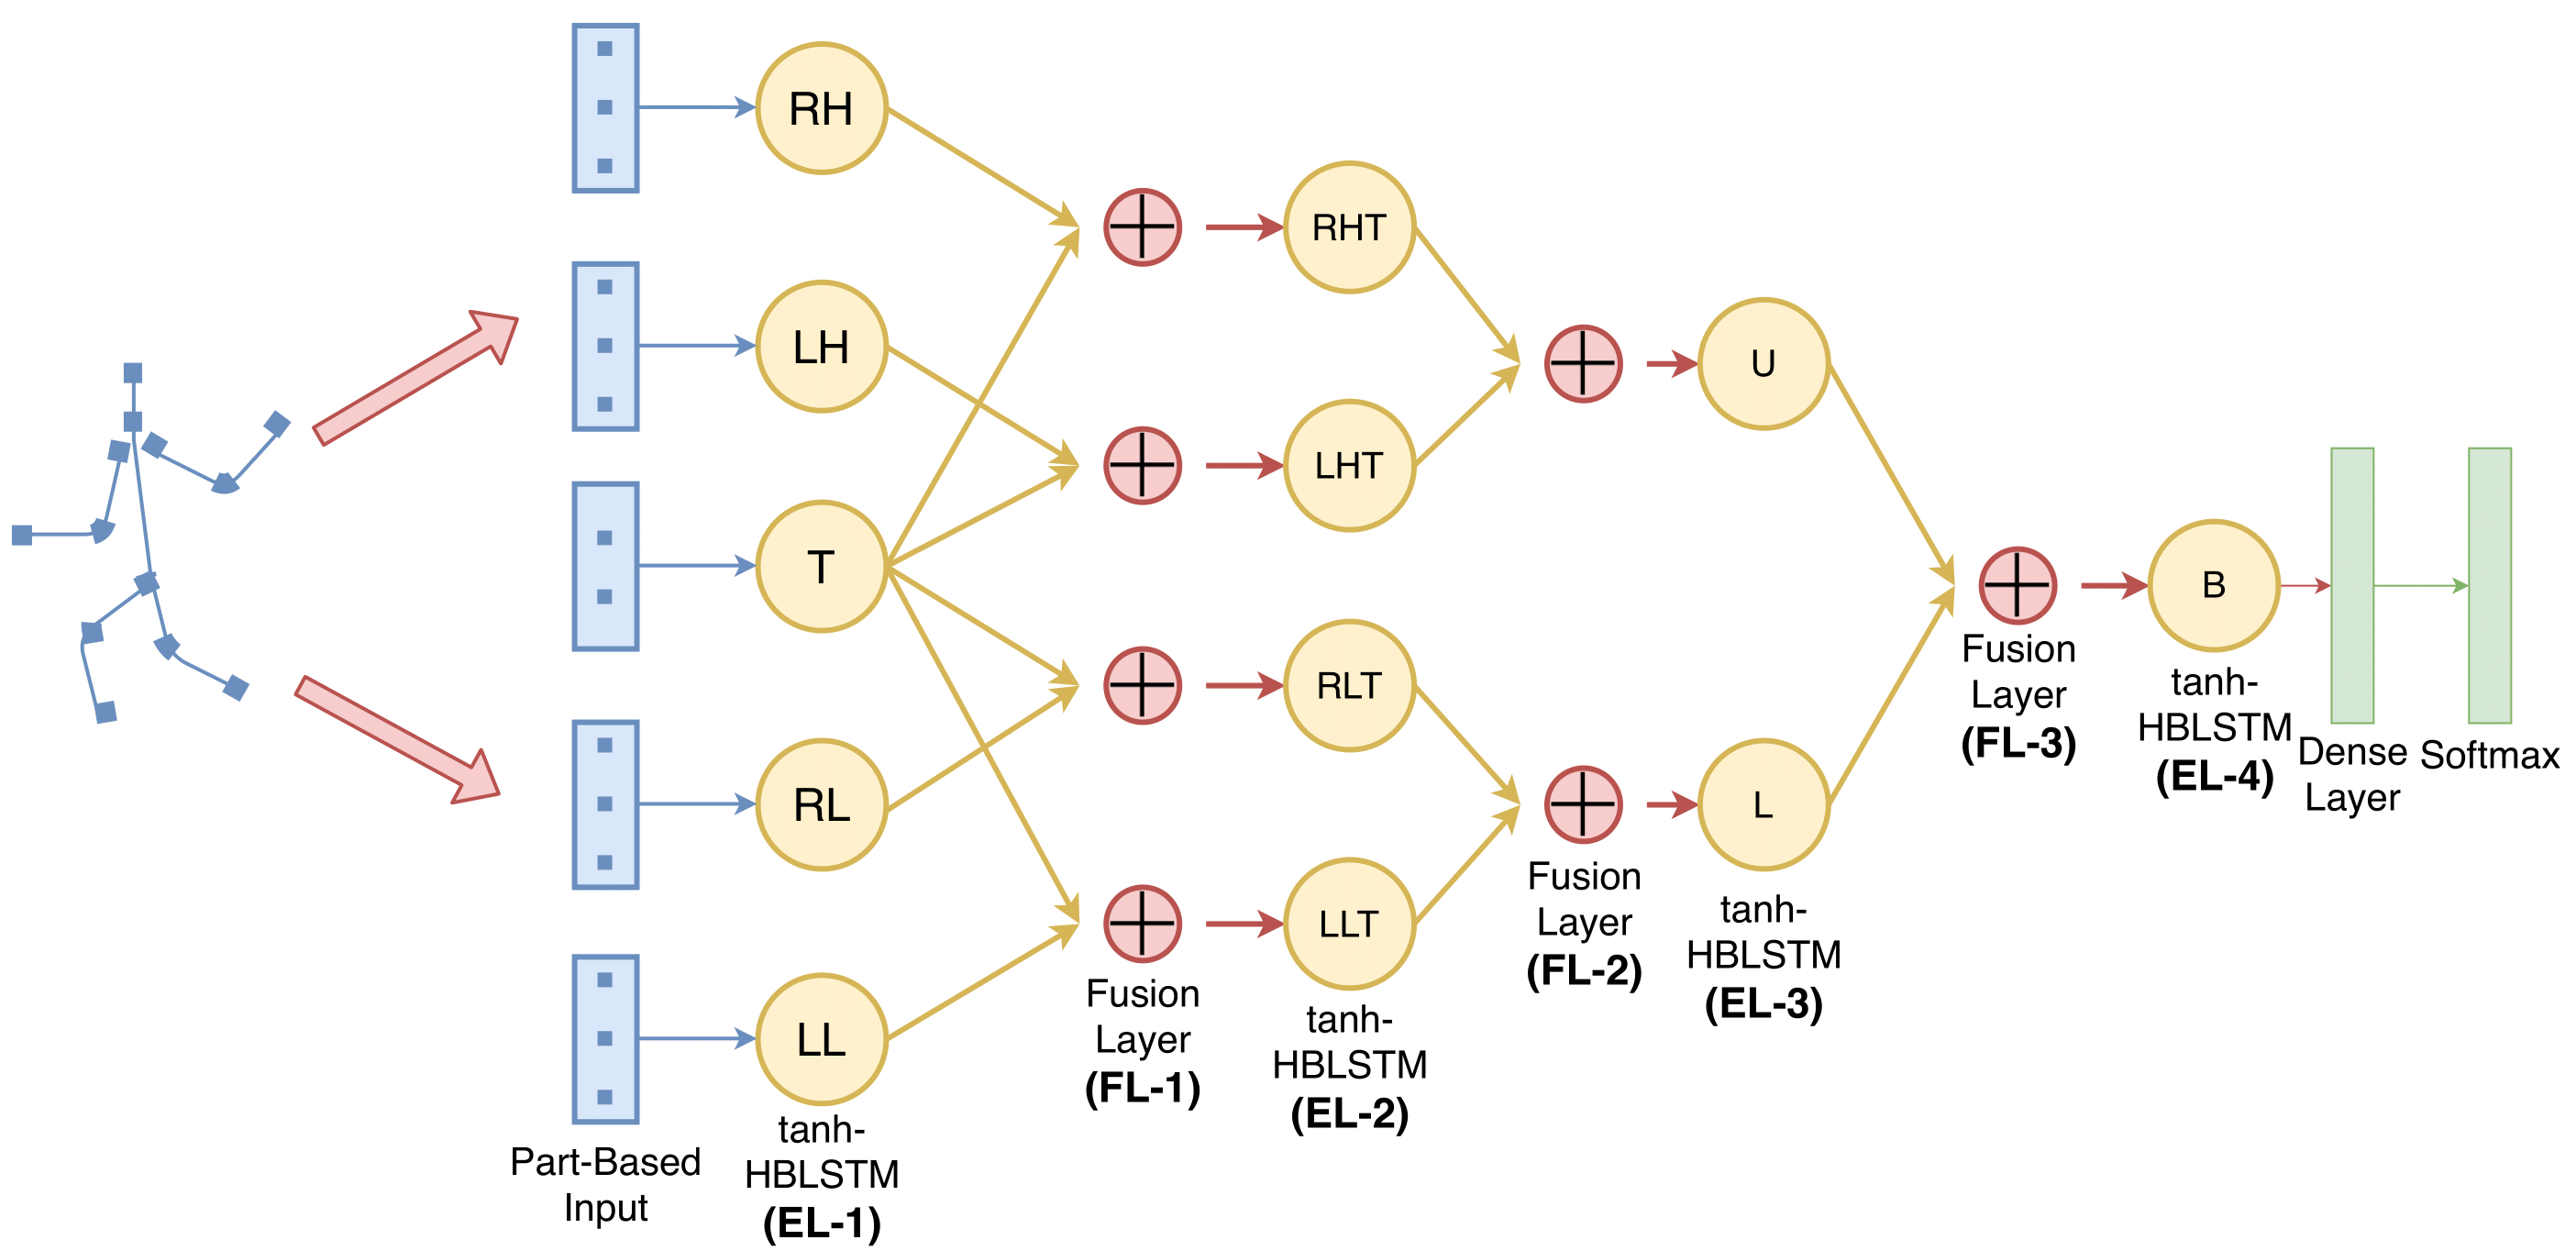 RH
LH
T
RL
LL
RHT
LHT
RLT
LLT
U
L
B
Part-Based
Input
tanh-
HBLSTM
(EL-1)
Fusion
Layer
(FL-1)
tanh-
HBLSTM
(EL-2)
Fusion
Layer
(FL-2)
tanh-
HBLSTM
(EL-3)
Fusion
Layer
(FL-3)
tanh-
HBLSTM
(EL-4)
Dense
Layer
Softmax